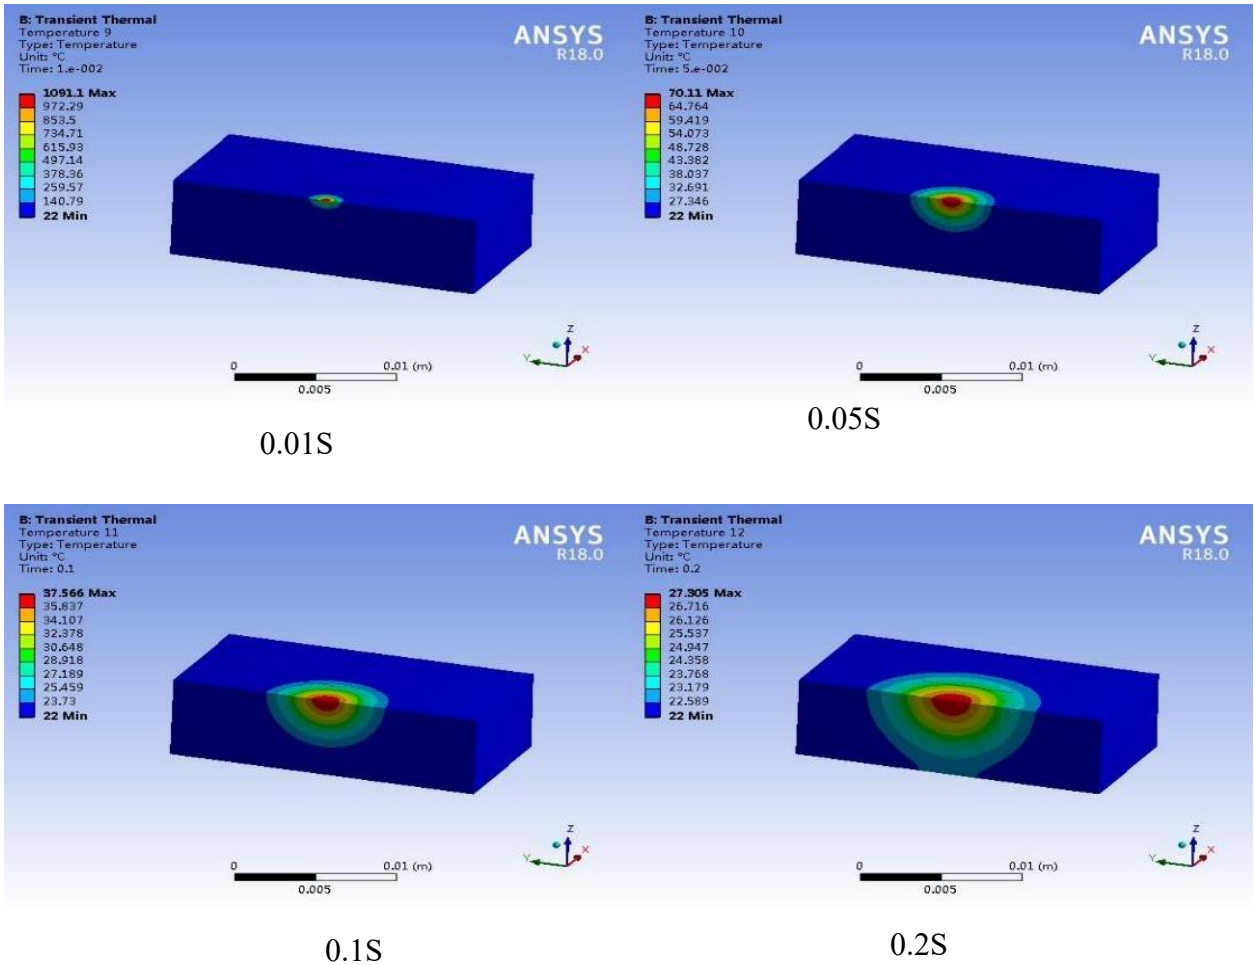 B: Transient Thermal
Temperature 9
Type: Temperature
Unit: °C
Time: 1.e-002
ANSYS
R18.0
1091.1 Max
972.29
853.5
734.71
615.93
497.14
378.36
259.57
140.79
22 Min
Z
Y
X
0
0.01 (m)
0.005
0.01S
B: Transient Thermal
Temperature 10
Type: Temperature
Unit: °C
Time: 5.e-002
ANSYS
R18.0
70.11 Max
64.764
59.419
54.073
48.728
43.382
38.037
32.691
27.346
22 Min
Z
Y
X
0
0.01 (m)
0.005
0.05S
B: Transient Thermal
Temperature 11
Type: Temperature
Unit: °C
Time: 0.1
ANSYS
R18.0
37.566 Max
35.837
34.107
32.378
30.648
28.918
27.189
25.459
23.73
22 Min
Z
Y
X
0
0.01 (m)
0.005
0.1S
B: Transient Thermal
Temperature 12
Type: Temperature
Unit: °C
Time: 0.2
ANSYS
R18.0
27.305 Max
26.716
26.126
25.537
24.947
24.358
23.768
23.179
22.589
22 Min
Z
Y
X
0
0.01 (m)
0.005
0.2S